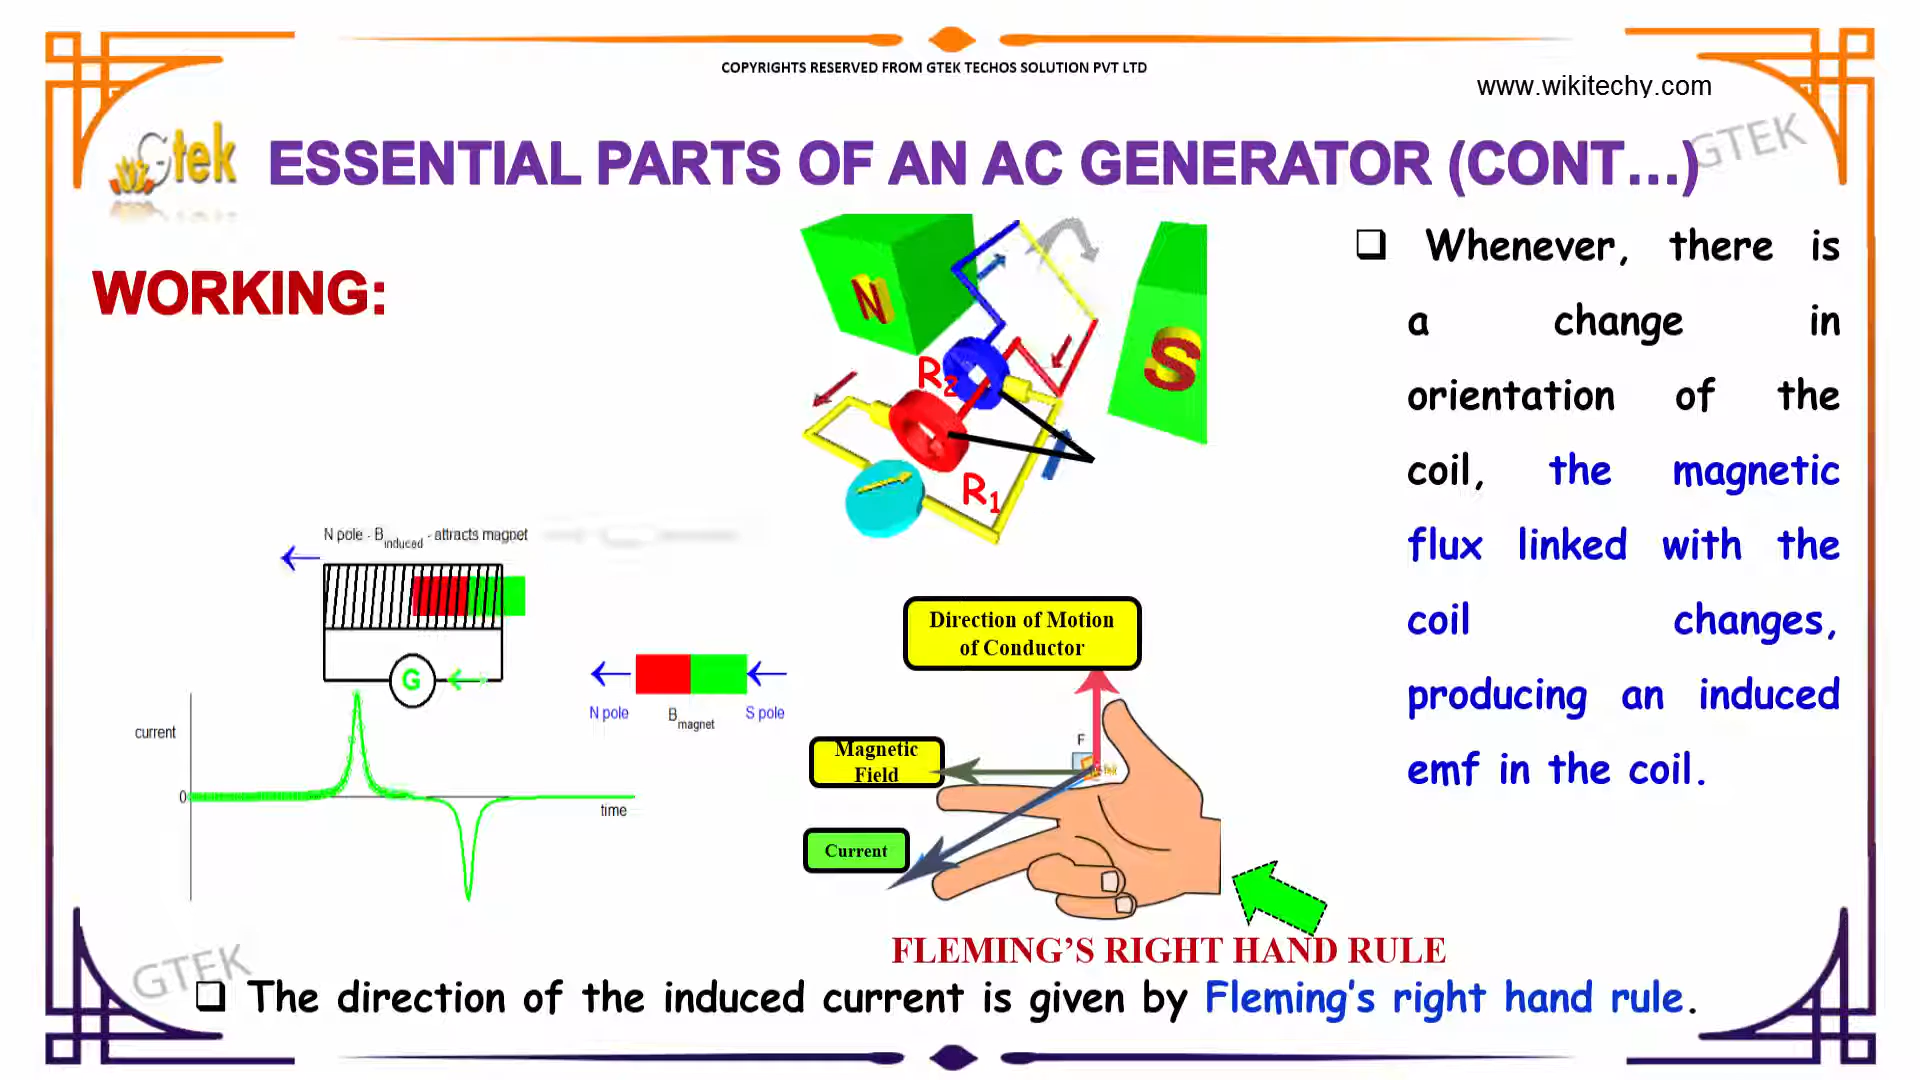 COPYRIGHTS RESERVED FROM GTEK TECHOS SOLUTION PVT LTD
www.wikitechy.com
GTEK
Gtek
ESSENTIAL PARTS OF AN AC GENERATOR (CONT...)
WORKING:
N
S
R2
R1
❑ Whenever, there is
a change in
orientation of the
coil, the magnetic
flux linked with the
coil changes,
producing an induced
emf in the coil.
N pole - B induced - attracts magnet
G
N pole
B magnet
S pole
current
0
time
Direction of Motion
of Conductor
F
Magnetic
Field
Current
FLEMING'S RIGHT HAND RULE
GTEK
❑ The direction of the induced current is given by Fleming's right hand rule.